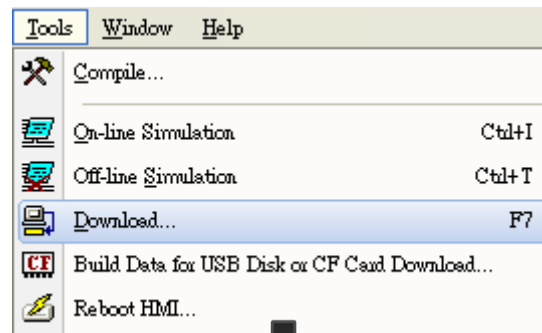 Tools Window Help
Compile...
On-line Simulation Ctrl+I
Off-line Simulation Ctrl+T
Download... F7
CF Build Data for USB Disk or CF Card Download...
Reboot HMI...